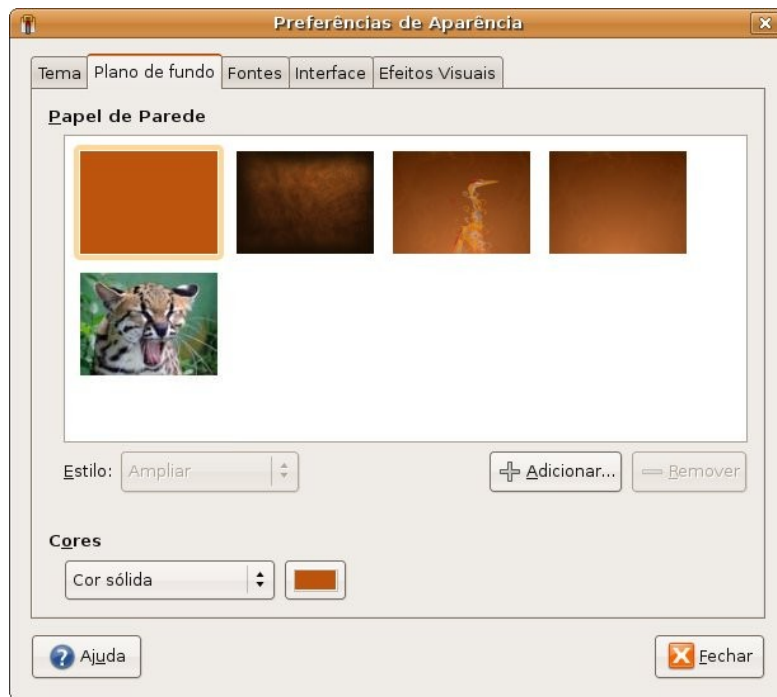 Preferências de Aparência
Tema Plano de fundo Fontes Interface Efeitos Visuais
Papel de Parede
Estilo: Ampliar Adicionar... Remover
Cores
Cor sólida
Ajuda Fechar